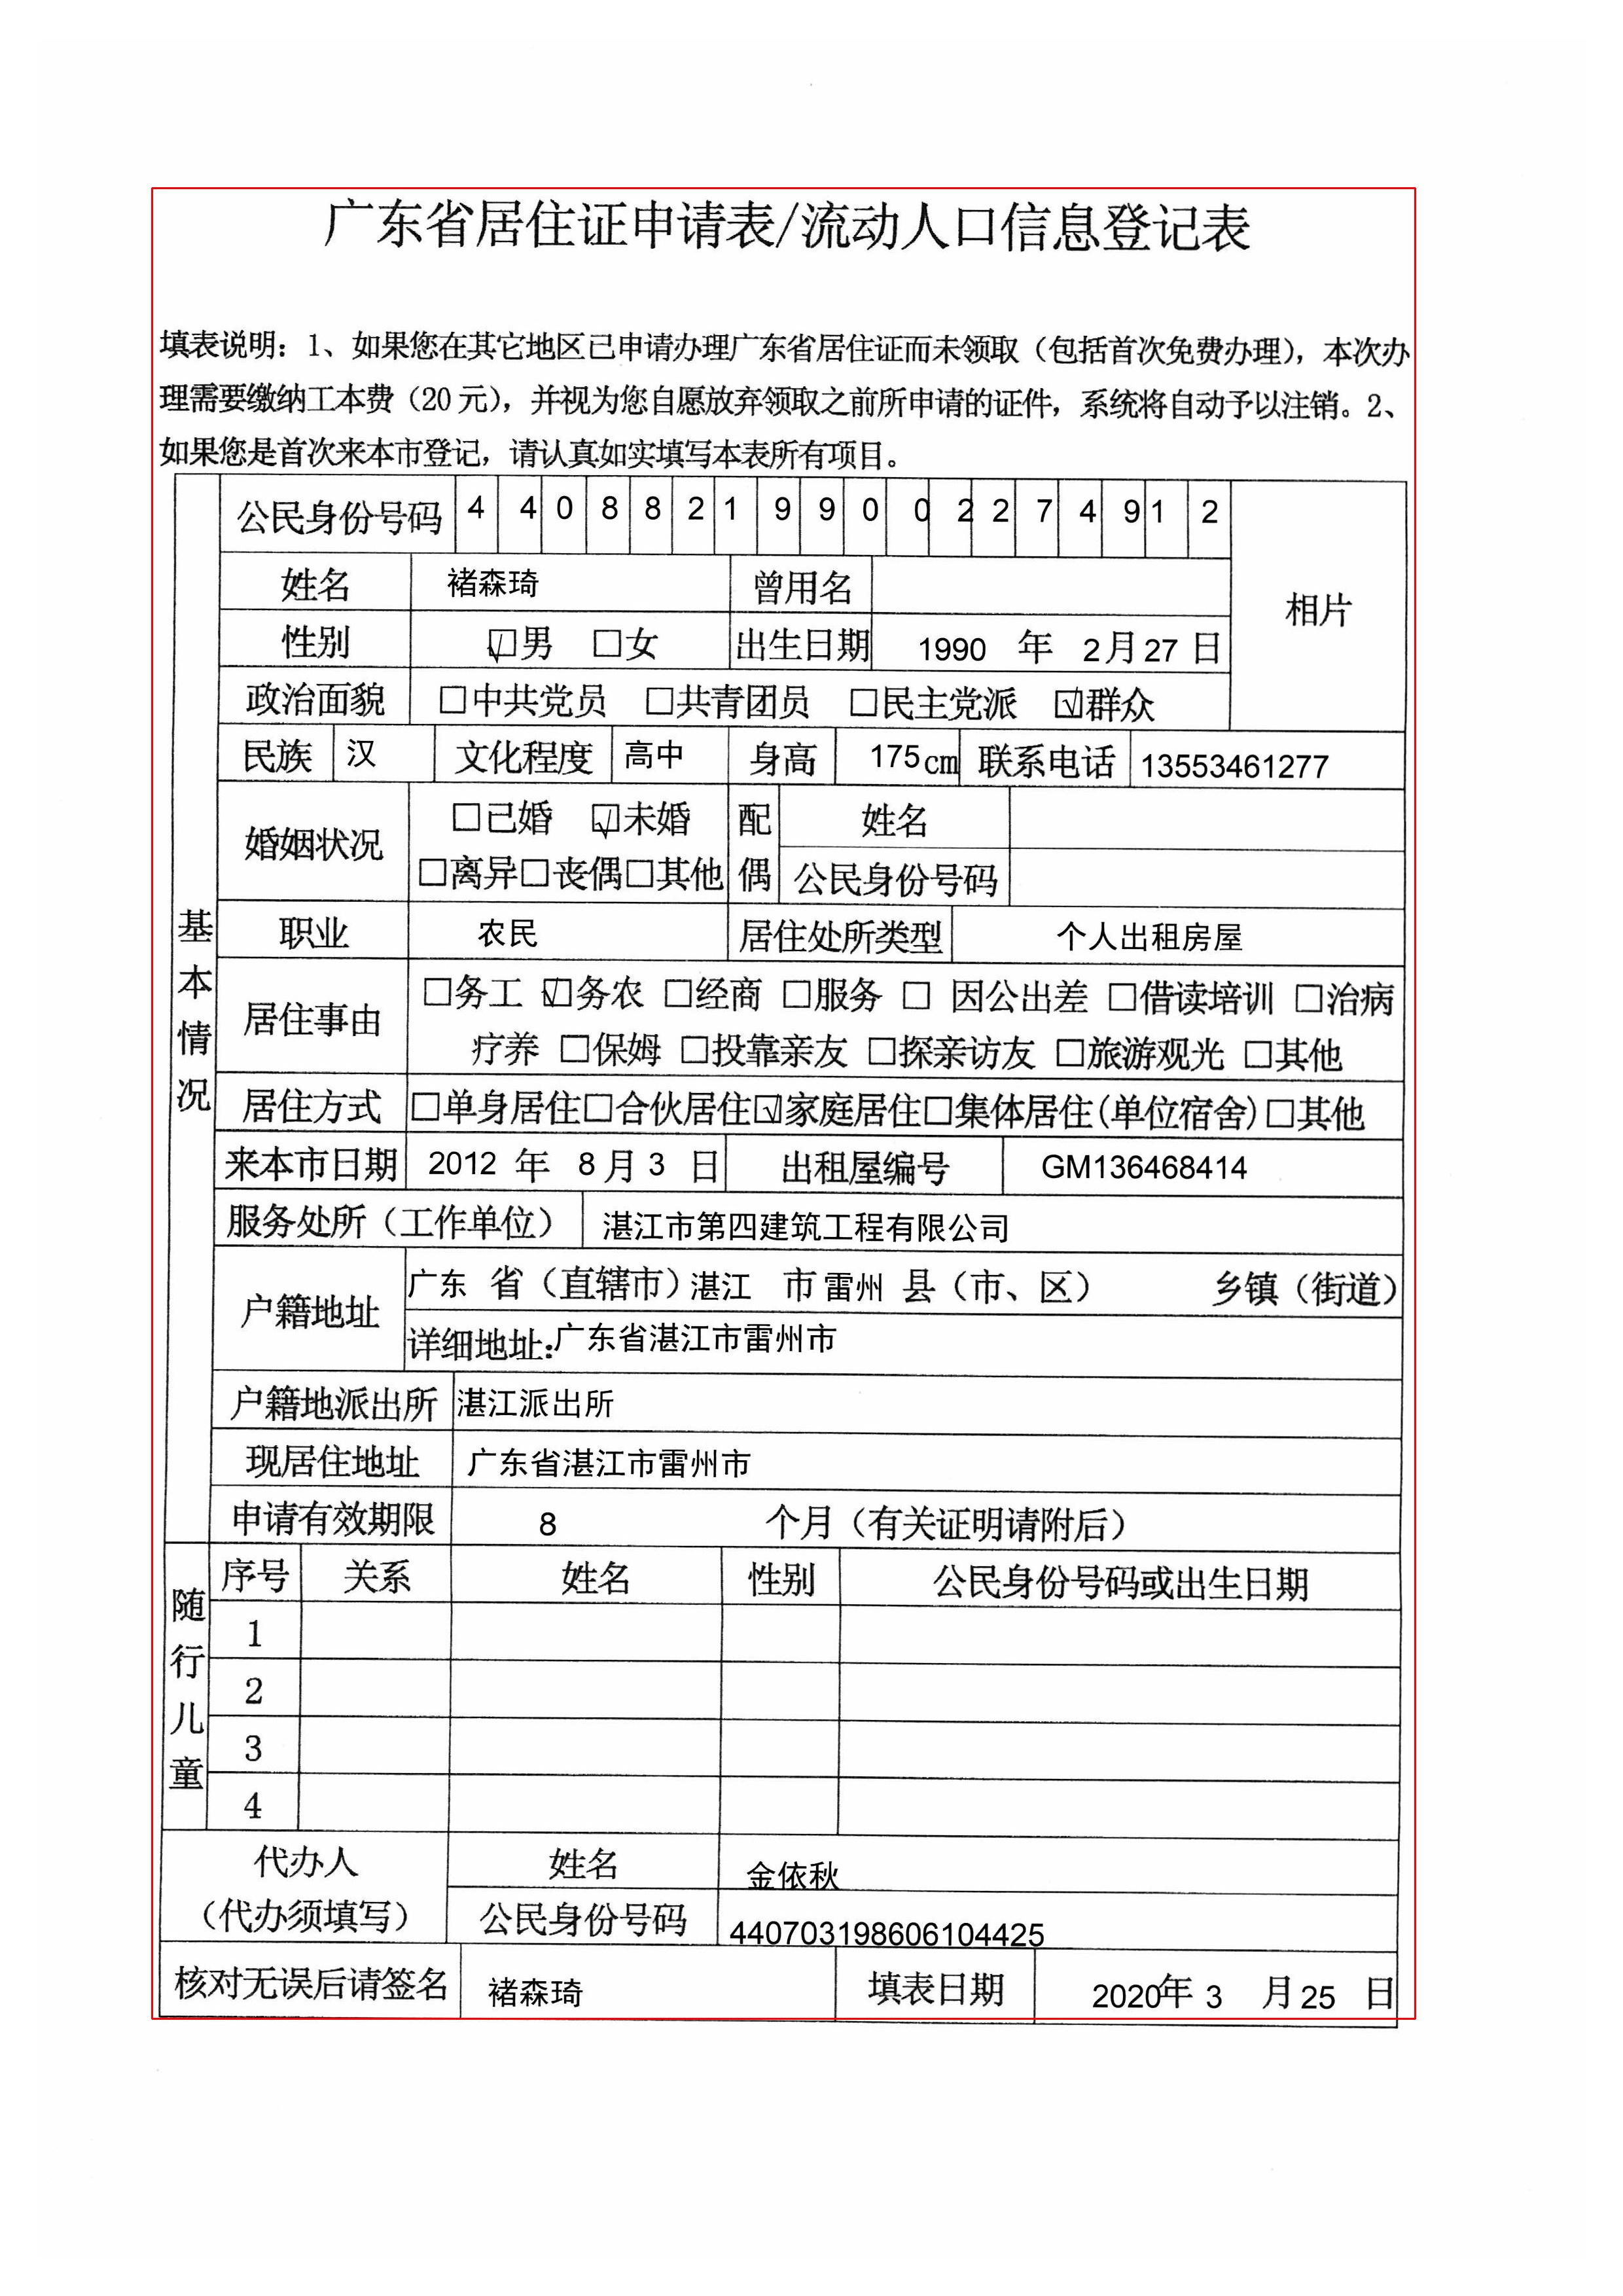 广东省居住证申请表/流动人口信息登记表
填表说明：1、如果您在其它地区已申请办理广东省居住证而未领取（包括首次免费办理），本次办
理需要缴纳工本费（20元），并视为您自愿放弃领取之前所申请的证件，系统将自动予以注销。2、
如果您是首次来本市登记，请认真如实填写本表所有项目。
基本情况
公民身份号码 4 4 0 8 8 2 1 9 9 0 0 2 2 7 4 9 1 2
相片
姓名 褚森琦 曾用名
性别 ☑男 □女 出生日期 1990 年 2月27日
政治面貌 □中共党员 □共青团员 □民主党派 ☑群众
民族 汉 文化程度 高中 身高 175cm 联系电话 13553461277
婚姻状况 □已婚 ☑未婚 配偶 姓名
□离异□丧偶□其他 公民身份号码
职业 农民 居住处所类型 个人出租房屋
居住事由 □务工 ☑务农 □经商 □服务 □ 因公出差 □借读培训 □治病
疗养 □保姆 □投靠亲友 □探亲访友 □旅游观光 □其他
居住方式 □单身居住□合伙居住☑家庭居住□集体居住(单位宿舍)□其他
来本市日期 2012 年 8月3 日 出租屋编号 GM136468414
服务处所（工作单位） 湛江市第四建筑工程有限公司
户籍地址 广东 省（直辖市）湛江 市 雷州 县（市、区） 乡镇（街道）
详细地址：广东省湛江市雷州市
户籍地派出所 湛江派出所
现居住地址 广东省湛江市雷州市
申请有效期限 8 个月（有关证明请附后）
随行儿童
序号 关系 姓名 性别 公民身份号码或出生日期
1
2
3
4
代办人 姓名 金依秋
（代办须填写） 公民身份号码 440703198606104425
核对无误后请签名 褚森琦 填表日期 2020年 3 月25 日